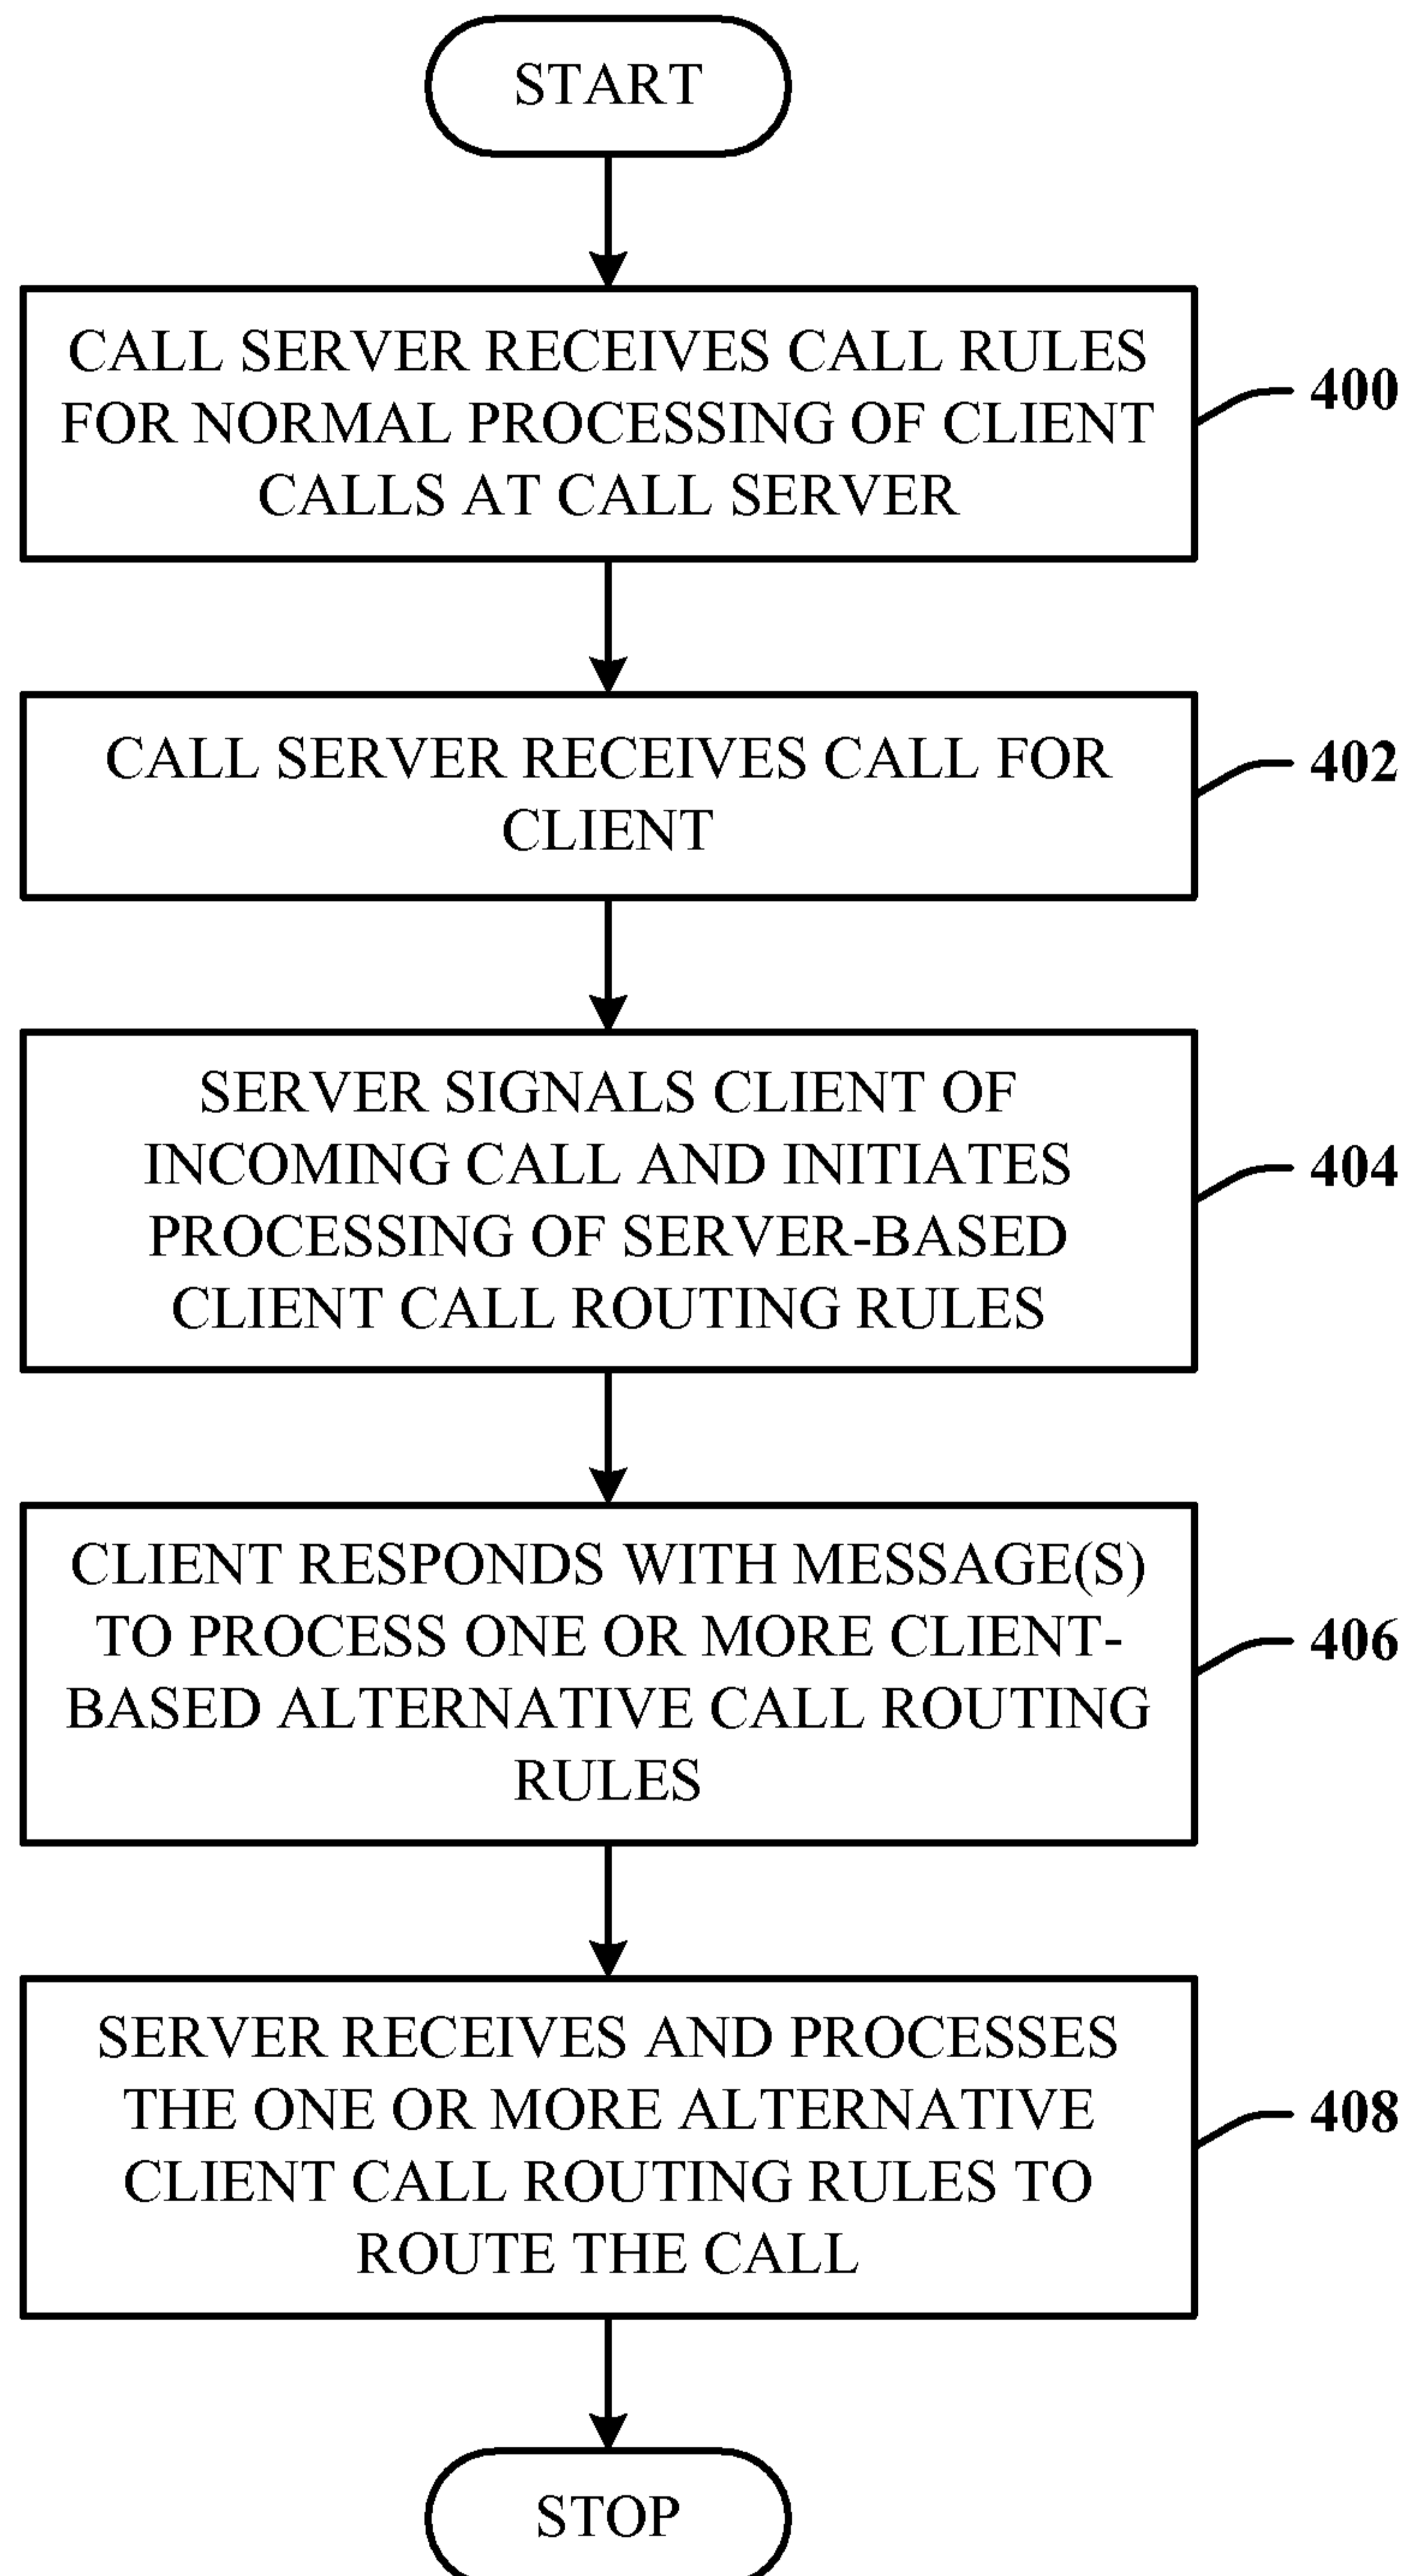 START
CALL SERVER RECEIVES CALL RULES
FOR NORMAL PROCESSING OF CLIENT
CALLS AT CALL SERVER
400
CALL SERVER RECEIVES CALL FOR
CLIENT
402
SERVER SIGNALS CLIENT OF
INCOMING CALL AND INITIATES
PROCESSING OF SERVER-BASED
CLIENT CALL ROUTING RULES
404
CLIENT RESPONDS WITH MESSAGE(S)
TO PROCESS ONE OR MORE CLIENT-
BASED ALTERNATIVE CALL ROUTING
RULES
406
SERVER RECEIVES AND PROCESSES
THE ONE OR MORE ALTERNATIVE
CLIENT CALL ROUTING RULES TO
ROUTE THE CALL
408
STOP